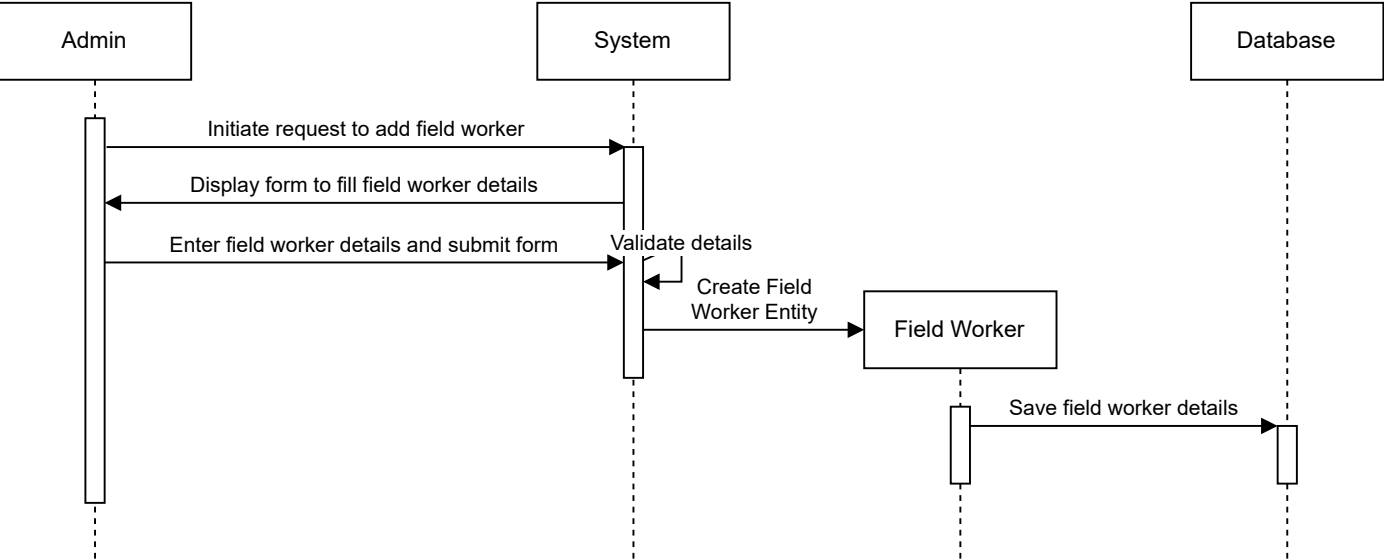 Admin
System
Database
Initiate request to add field worker
Display form to fill field worker details
Enter field worker details and submit form
Validate details
Create Field
Worker Entity
Field Worker
Save field worker details